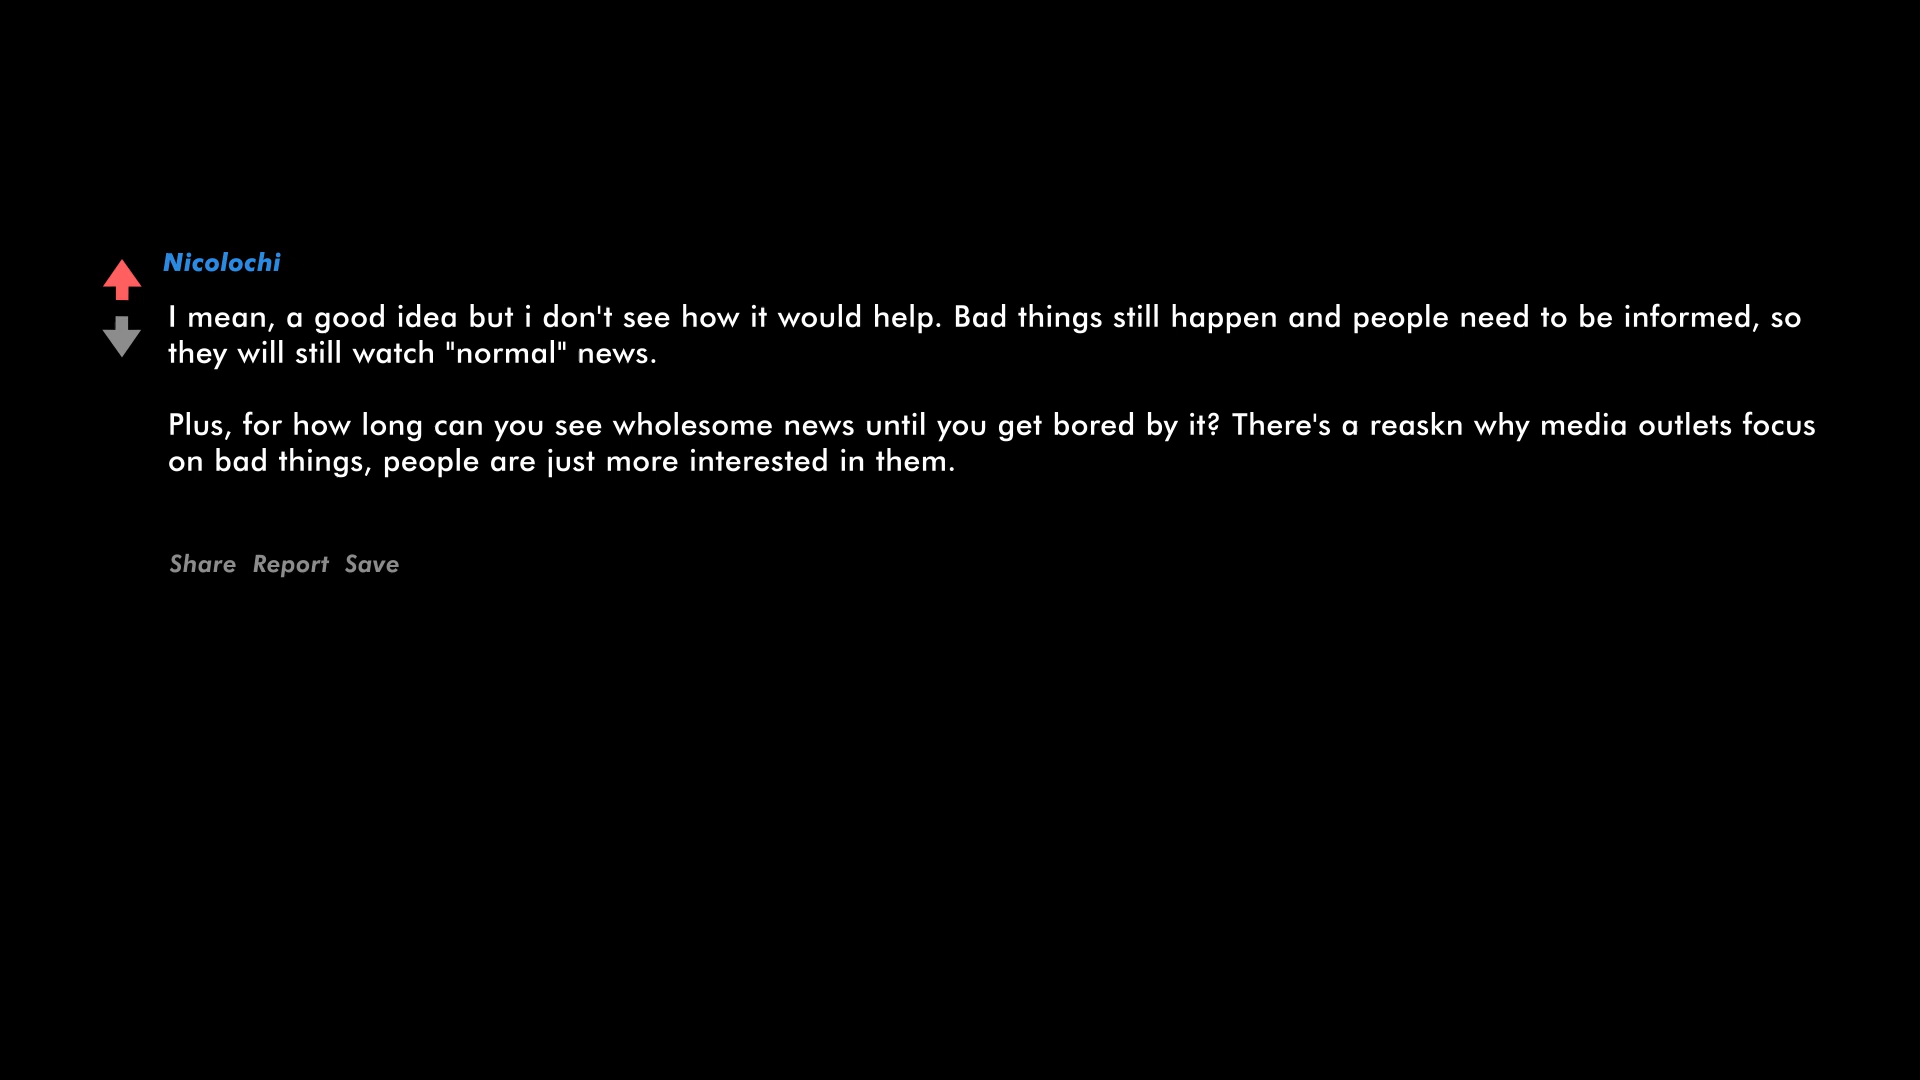 Nicolochi
I mean, a good idea but i don't see how it would help. Bad things still happen and people need to be informed, so
they will still watch "normal" news.
Plus, for how long can you see wholesome news until you get bored by it? There's a reaskn why media outlets focus
on bad things, people are just more interested in them.
Share Report Save